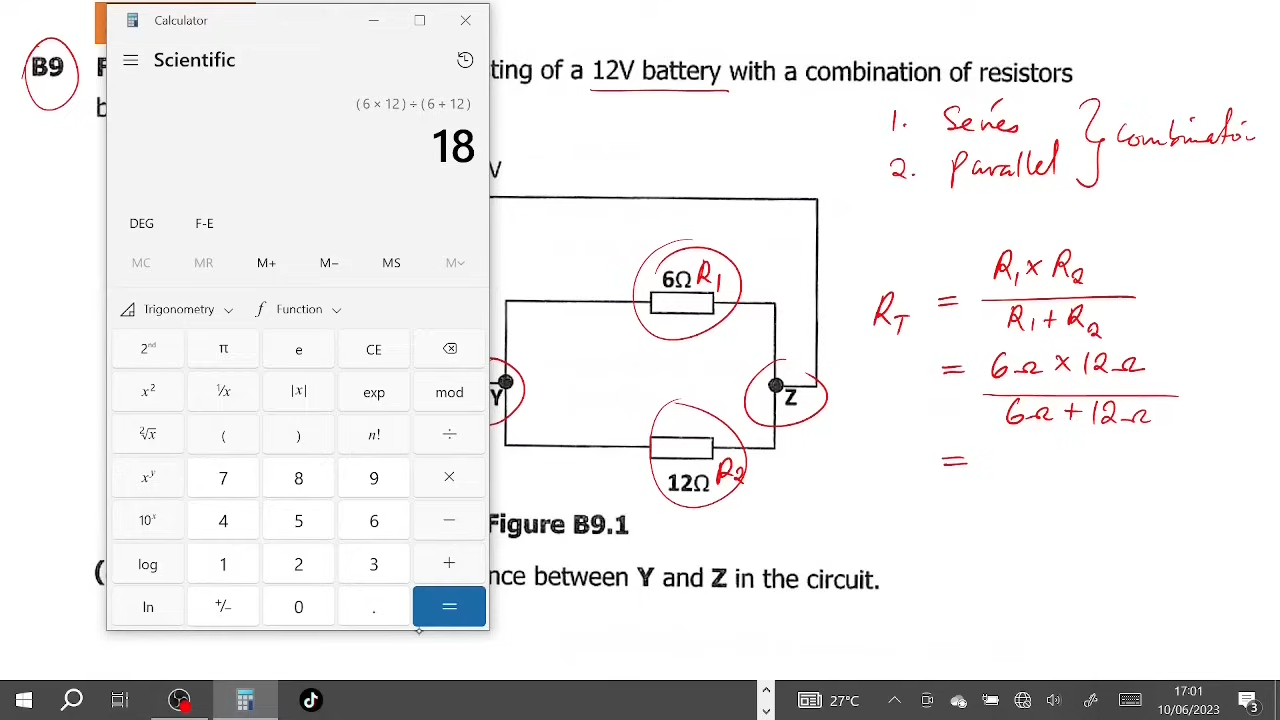 Calculator
Scientific
(6 × 12) ÷ (6 + 12)
18
DEG F-E
MC MR M+ M− MS M˅
Trigonometry Function
2ⁿᵈ π e CE
x² ¹/x |x| exp mod
²√x ( ) n! ÷
xʸ 7 8 9 ×
10ˣ 4 5 6 −
log 1 2 3 +
ln +/− 0 . =
B9 F ting of a 12V battery with a combination of resistors
b
1. Series
2. Parallel } combinatio
V
6Ω R1
Y Z
12Ω R2
RT = R1 × R2 / R1 + R2
= 6Ω × 12Ω / 6Ω + 12Ω
=
Figure B9.1
( nce between Y and Z in the circuit.
27°C 17:01
10/06/2023 3